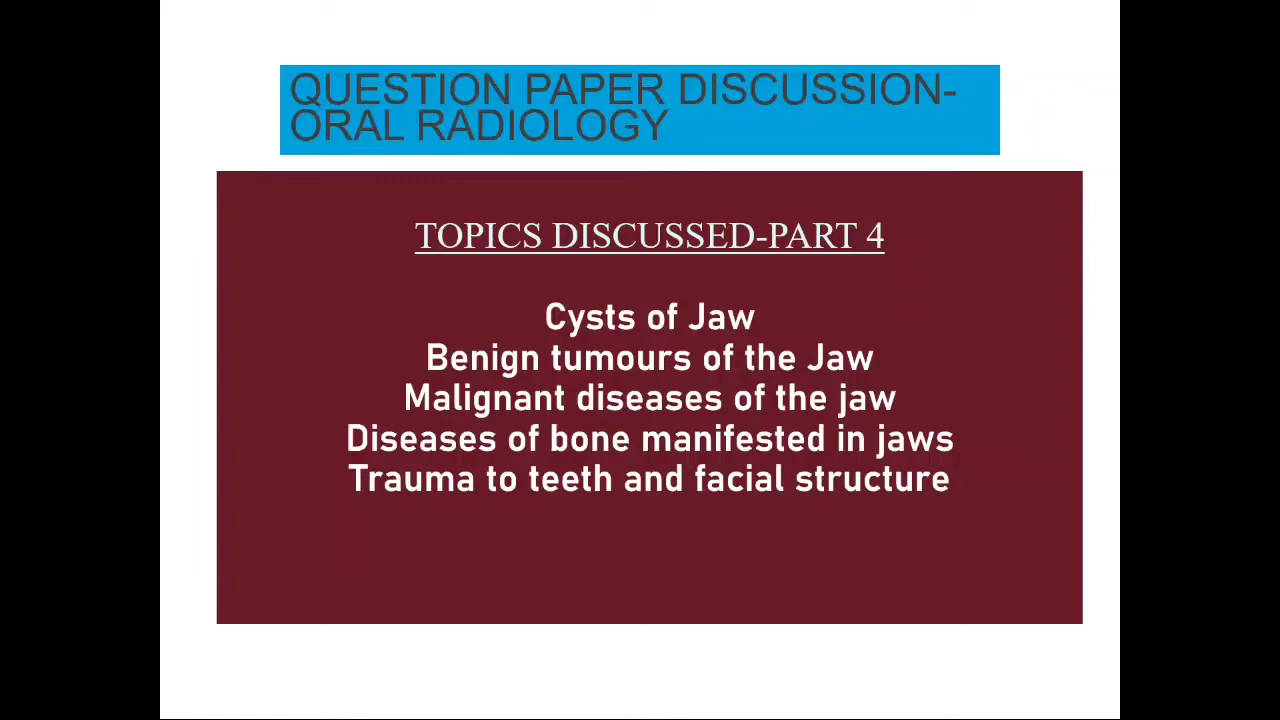 QUESTION PAPER DISCUSSION-
ORAL RADIOLOGY
TOPICS DISCUSSED-PART 4
Cysts of Jaw
Benign tumours of the Jaw
Malignant diseases of the jaw
Diseases of bone manifested in jaws
Trauma to teeth and facial structure